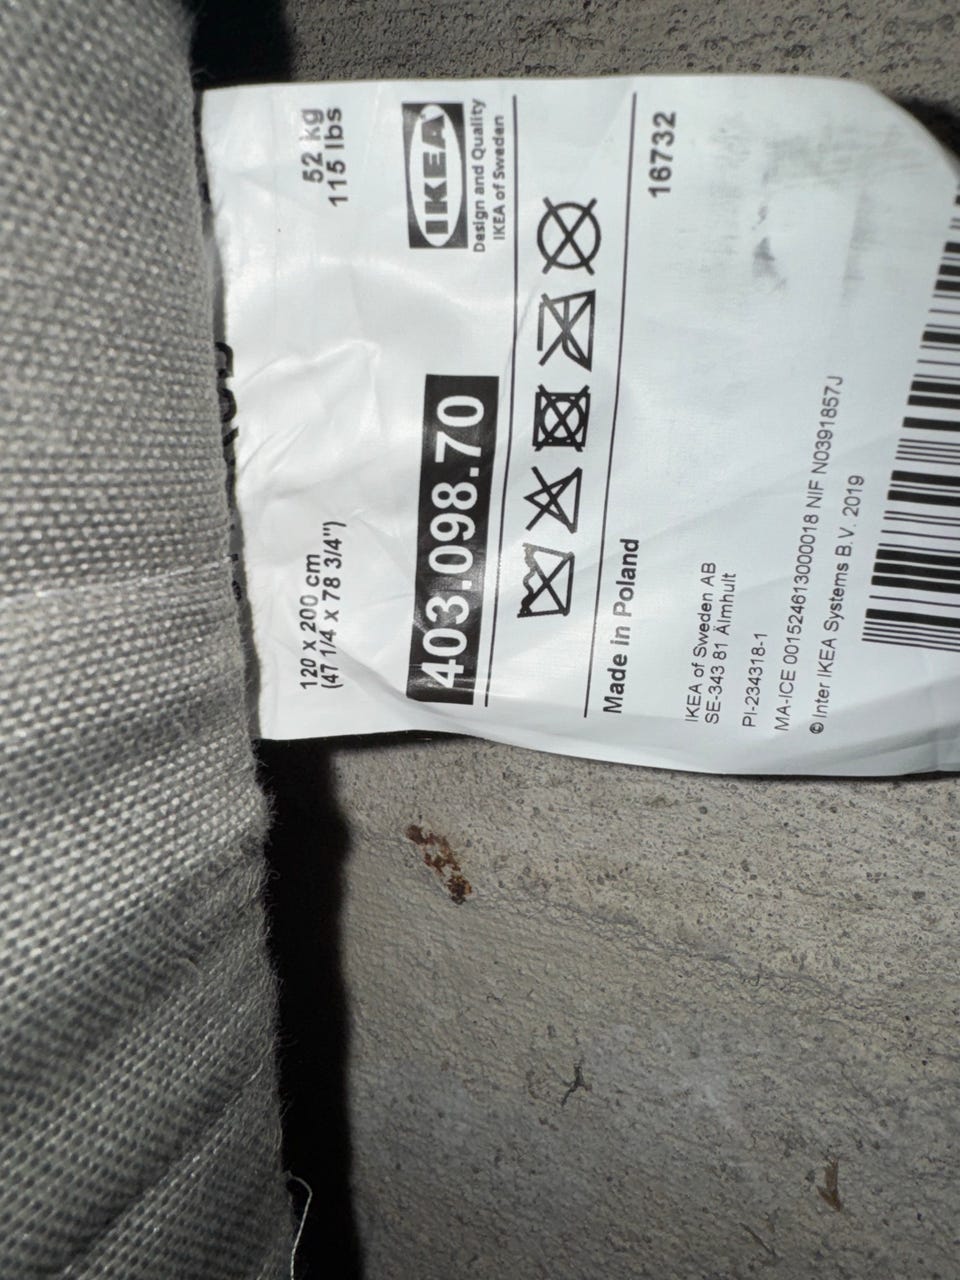 120 x 200 cm
(47 1/4 x 78 3/4")
52 kg
115 lbs
403.098.70
IKEA
Design and Quality
IKEA of Sweden
Made in Poland
16732
IKEA of Sweden AB
SE-343 81 Älmhult
PI-234318-1
MA-ICE 001524613000018 NIF N0391857J
© Inter IKEA Systems B.V. 2019